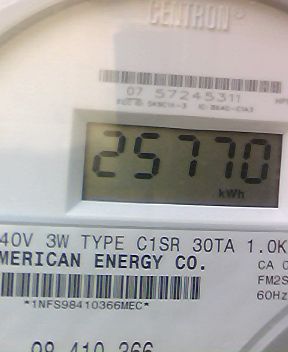 CENTRON®
07 57245311
25770
kWh
40V 3W TYPE C1SR 30TA 1.0K
MERICAN ENERGY CO.
CA
FM2S
60Hz
*1NFS98410366MEC*
98 410 366